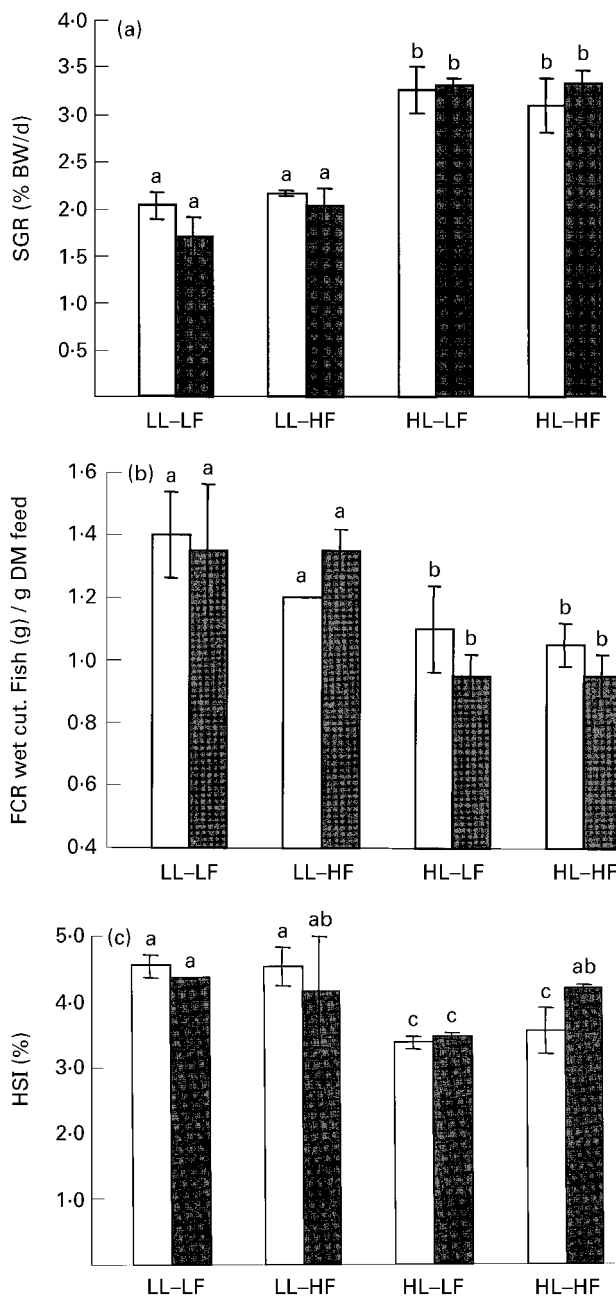 (a)
SGR (% BW/d)
4·0
3·5
3·0
2·5
2·0
1·5
1·0
0·5
a
a
a
a
b
b
b
b
LL–LF
LL–HF
HL–LF
HL–HF
(b)
FCR wet cut. Fish (g) / g DM feed
1·6
1·4
1·2
1·0
0·8
0·6
0·4
a
a
a
a
b
b
b
b
LL–LF
LL–HF
HL–LF
HL–HF
(c)
HSI (%)
5·0
4·0
3·0
2·0
1·0
a
a
a
ab
c
c
c
ab
LL–LF
LL–HF
HL–LF
HL–HF